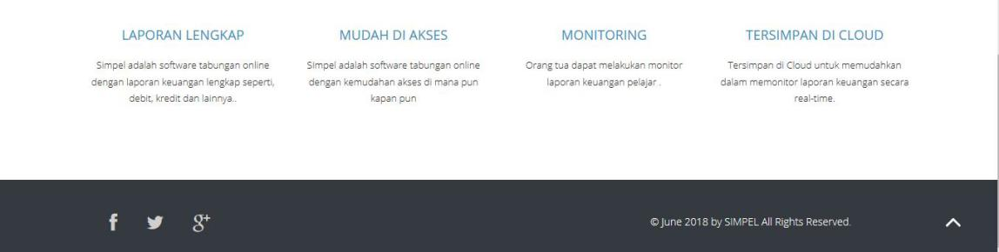 LAPORAN LENGKAP
Simpel adalah software tabungan online
dengan laporan keuangan lengkap seperti,
debit, kredit dan lainnya..
MUDAH DI AKSES
Simpel adalah software tabungan online
dengan kemudahan akses di mana pun
kapan pun
MONITORING
Orang tua dapat melakukan monitor
laporan keuangan pelajar .
TERSIMPAN DI CLOUD
Tersimpan di Cloud untuk memudahkan
dalam memonitor laporan keuangan secara
real-time.
© June 2018 by SIMPEL All Rights Reserved.